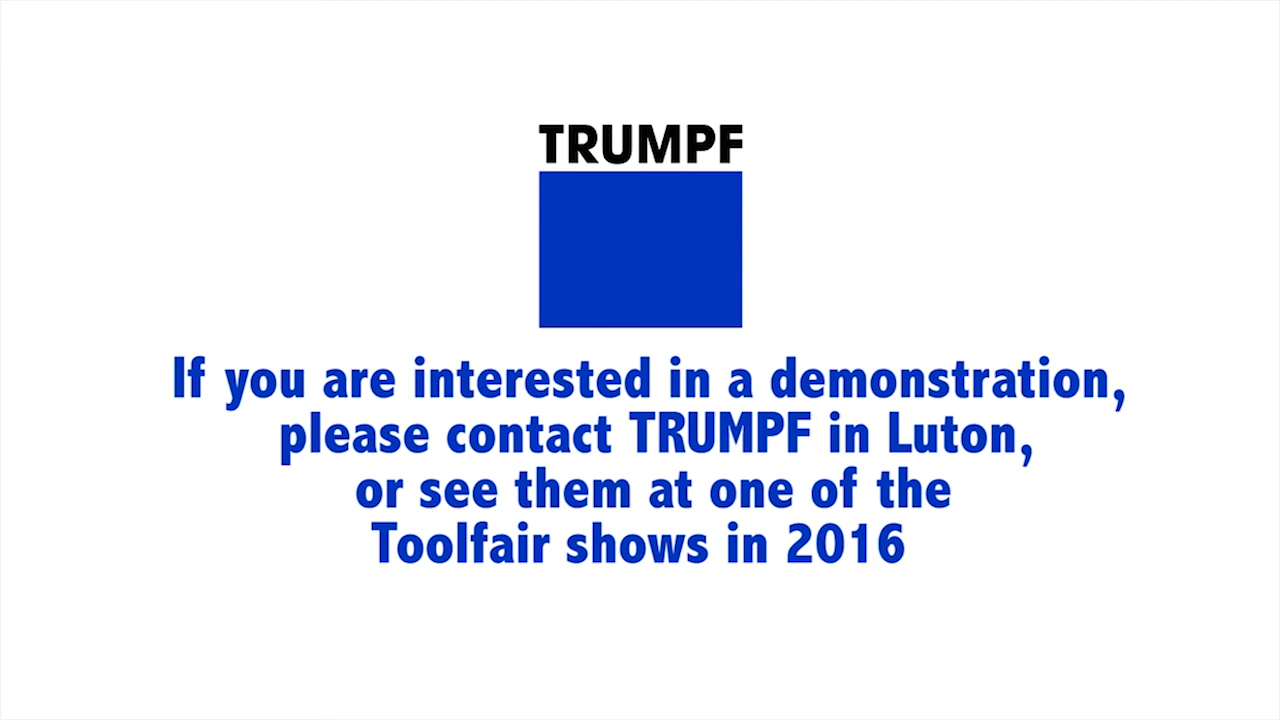 TRUMPF
If you are interested in a demonstration,
please contact TRUMPF in Luton,
or see them at one of the
Toolfair shows in 2016